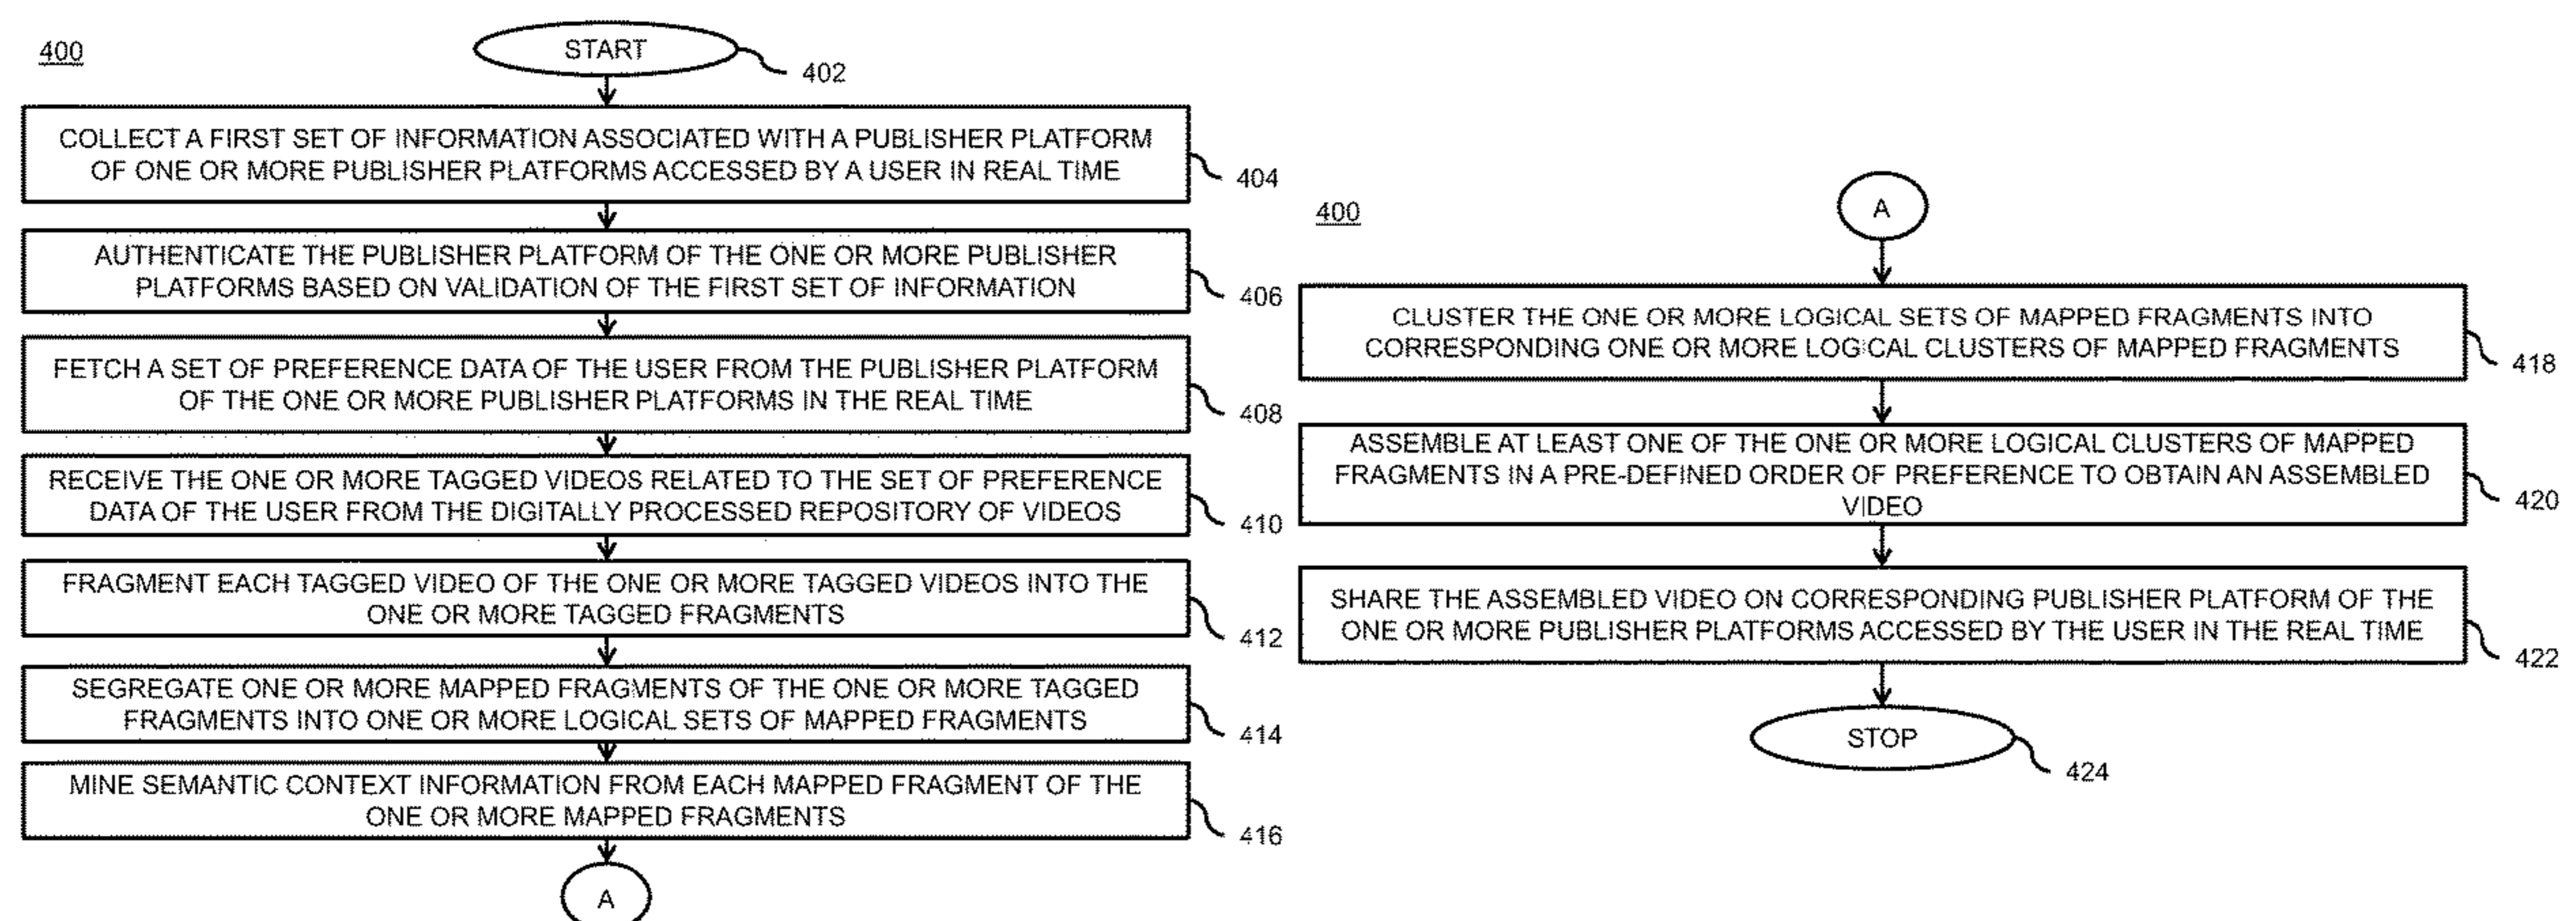 400
START
402
COLLECT A FIRST SET OF INFORMATION ASSOCIATED WITH A PUBLISHER PLATFORM
OF ONE OR MORE PUBLISHER PLATFORMS ACCESSED BY A USER IN REAL TIME
404
AUTHENTICATE THE PUBLISHER PLATFORM OF THE ONE OR MORE PUBLISHER
PLATFORMS BASED ON VALIDATION OF THE FIRST SET OF INFORMATION
406
FETCH A SET OF PREFERENCE DATA OF THE USER FROM THE PUBLISHER PLATFORM
OF THE ONE OR MORE PUBLISHER PLATFORMS IN THE REAL TIME
408
RECEIVE THE ONE OR MORE TAGGED VIDEOS RELATED TO THE SET OF PREFERENCE
DATA OF THE USER FROM THE DIGITALLY PROCESSED REPOSITORY OF VIDEOS
410
FRAGMENT EACH TAGGED VIDEO OF THE ONE OR MORE TAGGED VIDEOS INTO THE
ONE OR MORE TAGGED FRAGMENTS
412
SEGREGATE ONE OR MORE MAPPED FRAGMENTS OF THE ONE OR MORE TAGGED
FRAGMENTS INTO ONE OR MORE LOGICAL SETS OF MAPPED FRAGMENTS
414
MINE SEMANTIC CONTEXT INFORMATION FROM EACH MAPPED FRAGMENT OF THE
ONE OR MORE MAPPED FRAGMENTS
416
A
400
A
CLUSTER THE ONE OR MORE LOGICAL SETS OF MAPPED FRAGMENTS INTO
CORRESPONDING ONE OR MORE LOGICAL CLUSTERS OF MAPPED FRAGMENTS
418
ASSEMBLE AT LEAST ONE OF THE ONE OR MORE LOGICAL CLUSTERS OF MAPPED
FRAGMENTS IN A PRE-DEFINED ORDER OF PREFERENCE TO OBTAIN AN ASSEMBLED
VIDEO
420
SHARE THE ASSEMBLED VIDEO ON CORRESPONDING PUBLISHER PLATFORM OF THE
ONE OR MORE PUBLISHER PLATFORMS ACCESSED BY THE USER IN THE REAL TIME
422
STOP
424